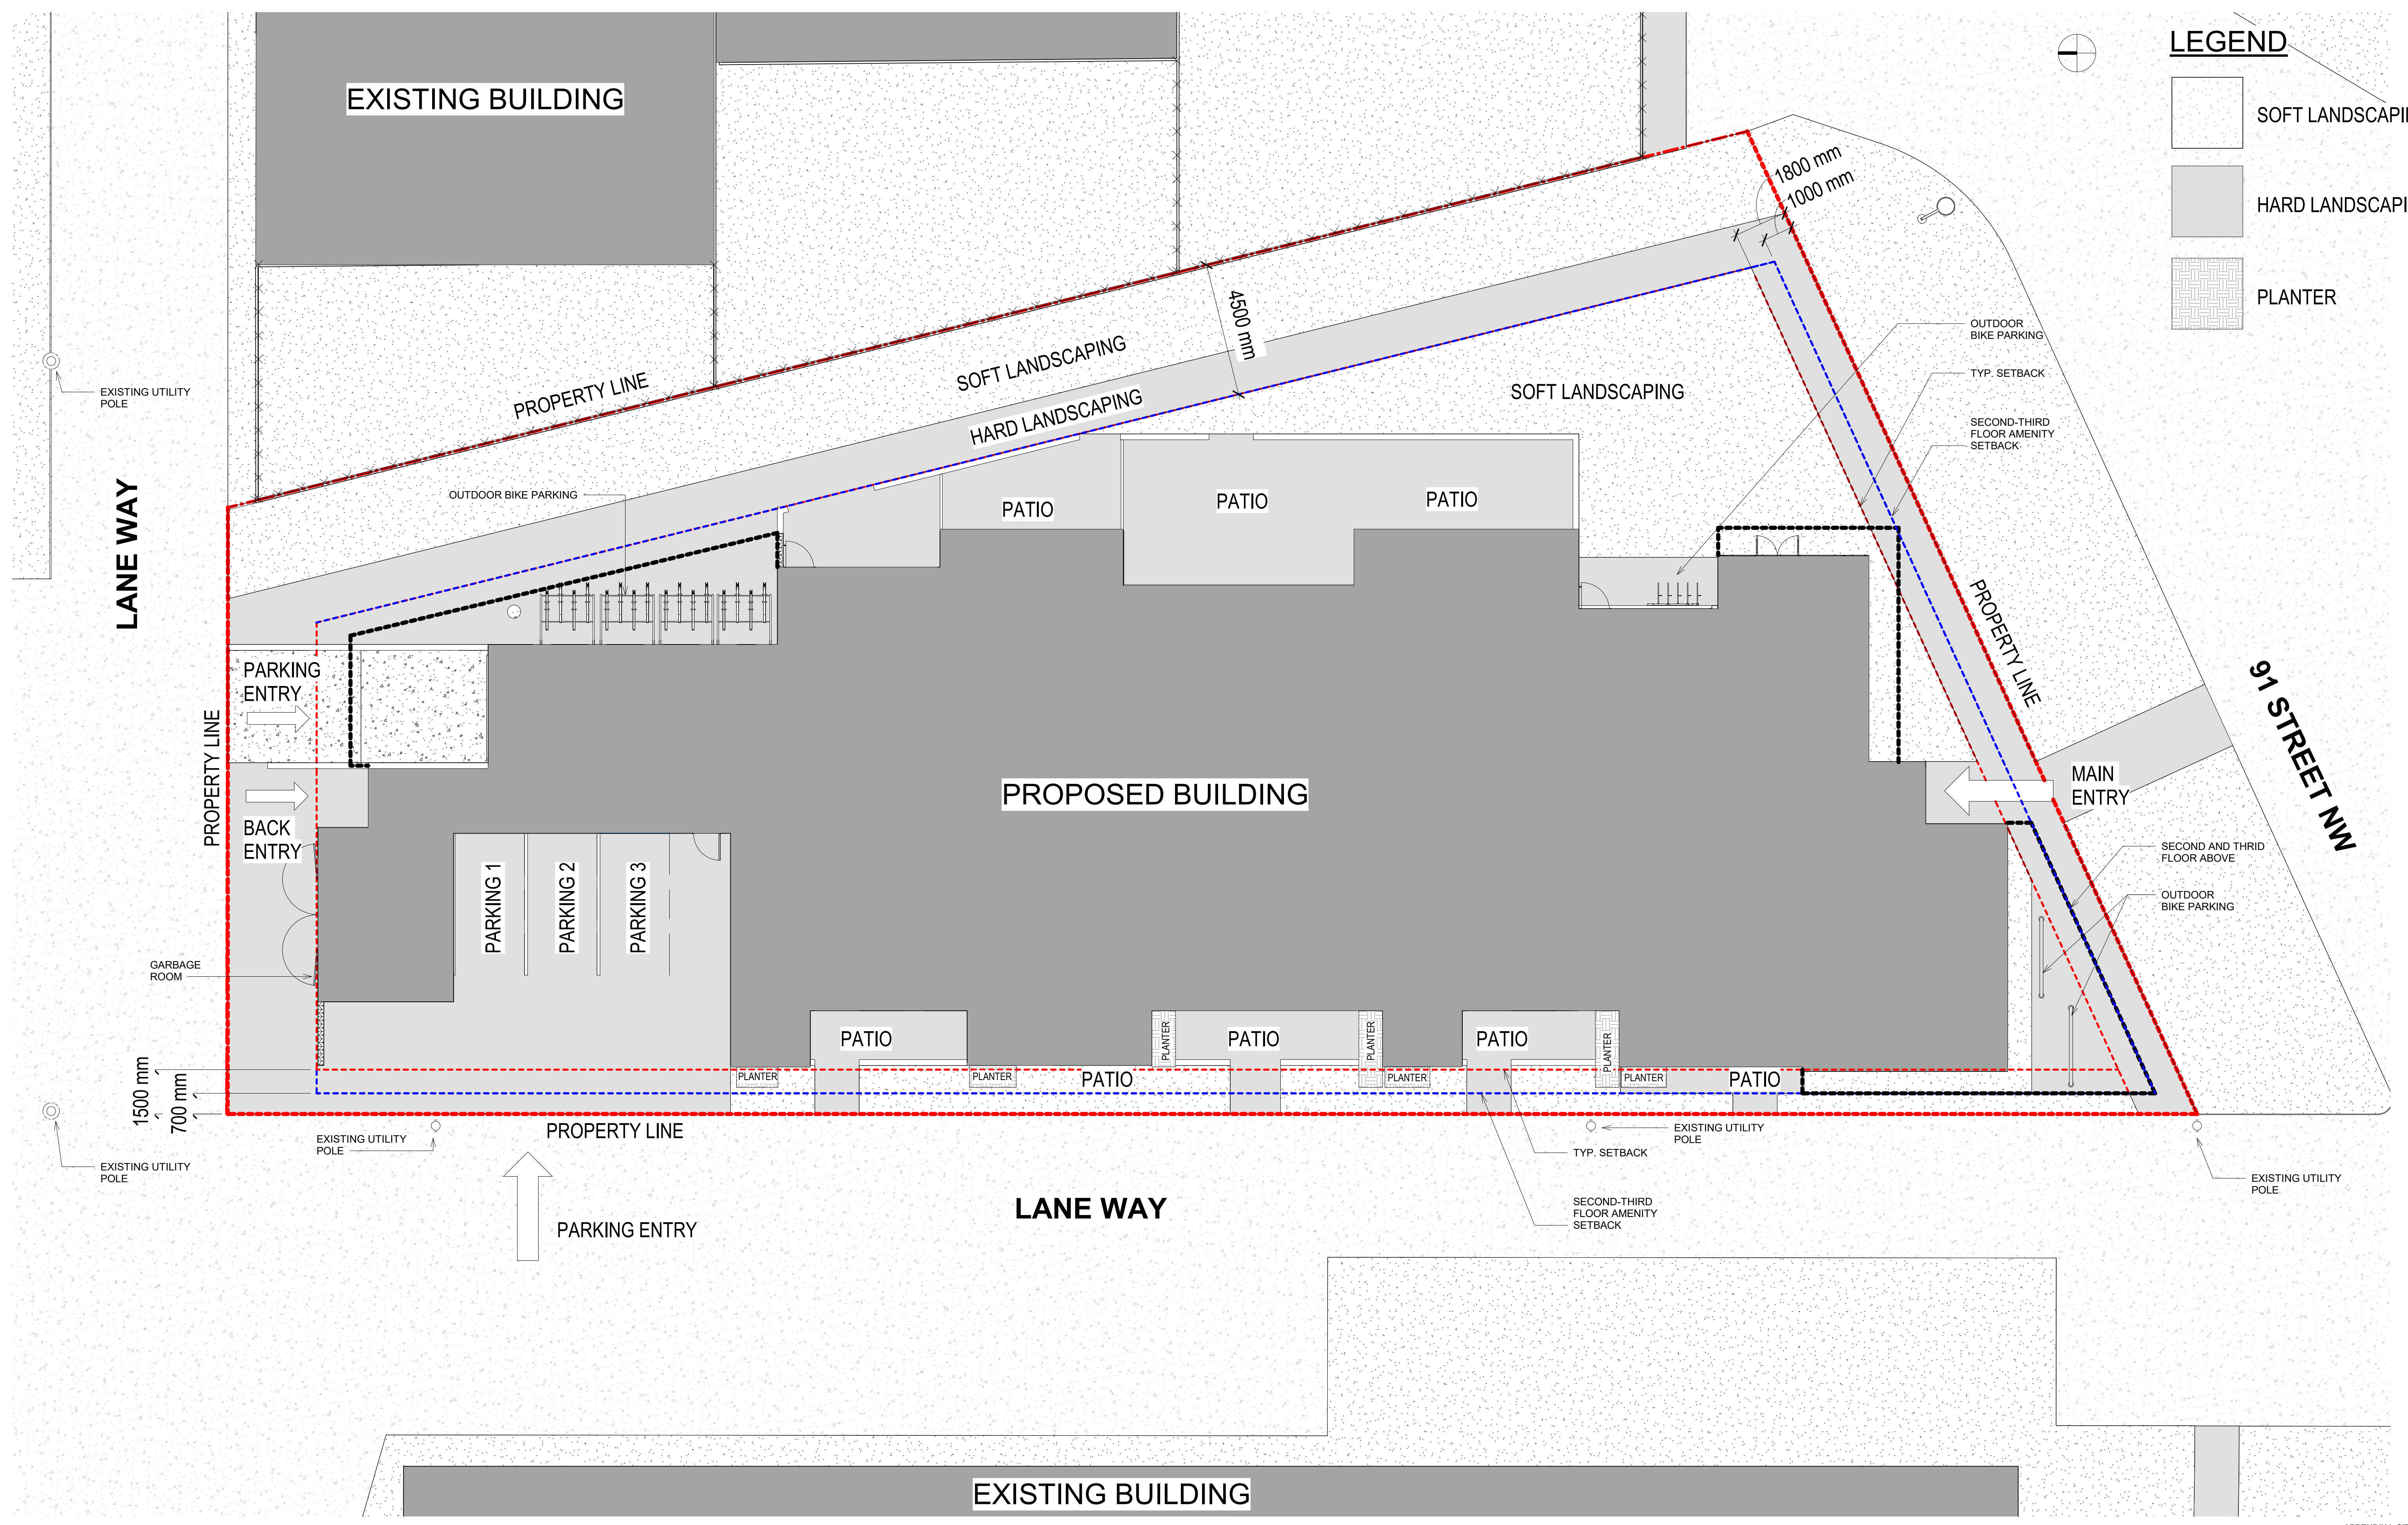 LEGEND
EXISTING BUILDING
SOFT LANDSCAPI
HARD LANDSCAPI
PLANTER
1800 mm
1000 mm
4500 mm
OUTDOOR
BIKE PARKING
TYP. SETBACK
SECOND-THIRD
FLOOR AMENITY
SETBACK
EXISTING UTILITY
POLE
PROPERTY LINE
SOFT LANDSCAPING
HARD LANDSCAPING
SOFT LANDSCAPING
LANE WAY
OUTDOOR BIKE PARKING
PATIO
PATIO
PATIO
PROPERTY LINE
91 STREET NW
PARKING
ENTRY
PROPERTY LINE
BACK
ENTRY
PROPOSED BUILDING
MAIN
ENTRY
SECOND AND THRID
FLOOR ABOVE
OUTDOOR
BIKE PARKING
PARKING 1
PARKING 2
PARKING 3
GARBAGE
ROOM
PATIO
PLANTER
PATIO
PLANTER
PATIO
PLANTER
PLANTER
PLANTER
PATIO
PLANTER
PLANTER
PATIO
1500 mm
700 mm
EXISTING UTILITY
POLE
EXISTING UTILITY
POLE
PROPERTY LINE
PARKING ENTRY
LANE WAY
TYP. SETBACK
EXISTING UTILITY
POLE
SECOND-THIRD
FLOOR AMENITY
SETBACK
EXISTING UTILITY
POLE
EXISTING BUILDING